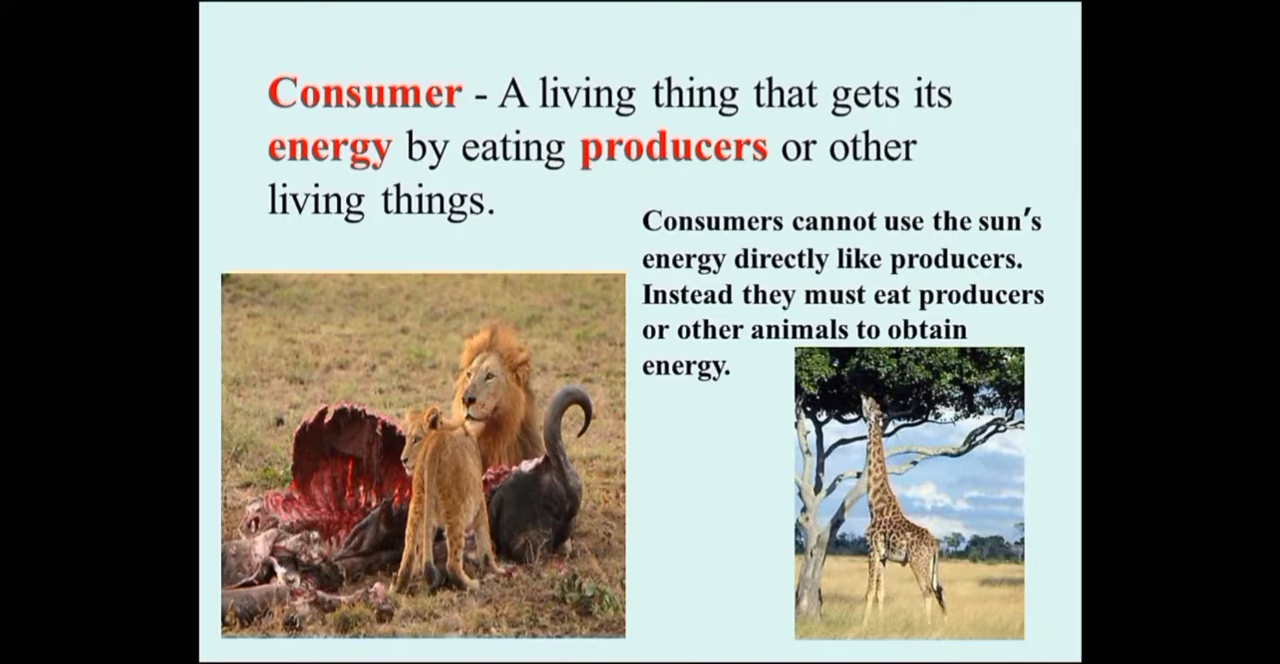 Consumer - A living thing that gets its
energy by eating producers or other
living things.
Consumers cannot use the sun′s
energy directly like producers.
Instead they must eat producers
or other animals to obtain
energy.